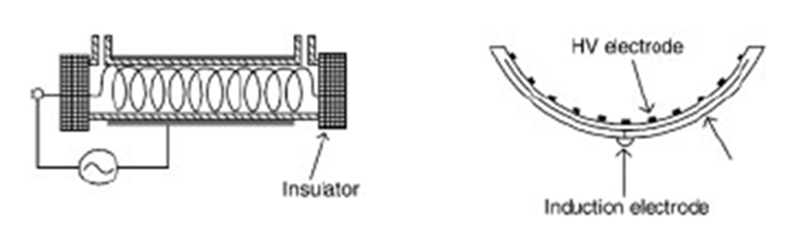 HV electrode
Insulator
Induction electrode